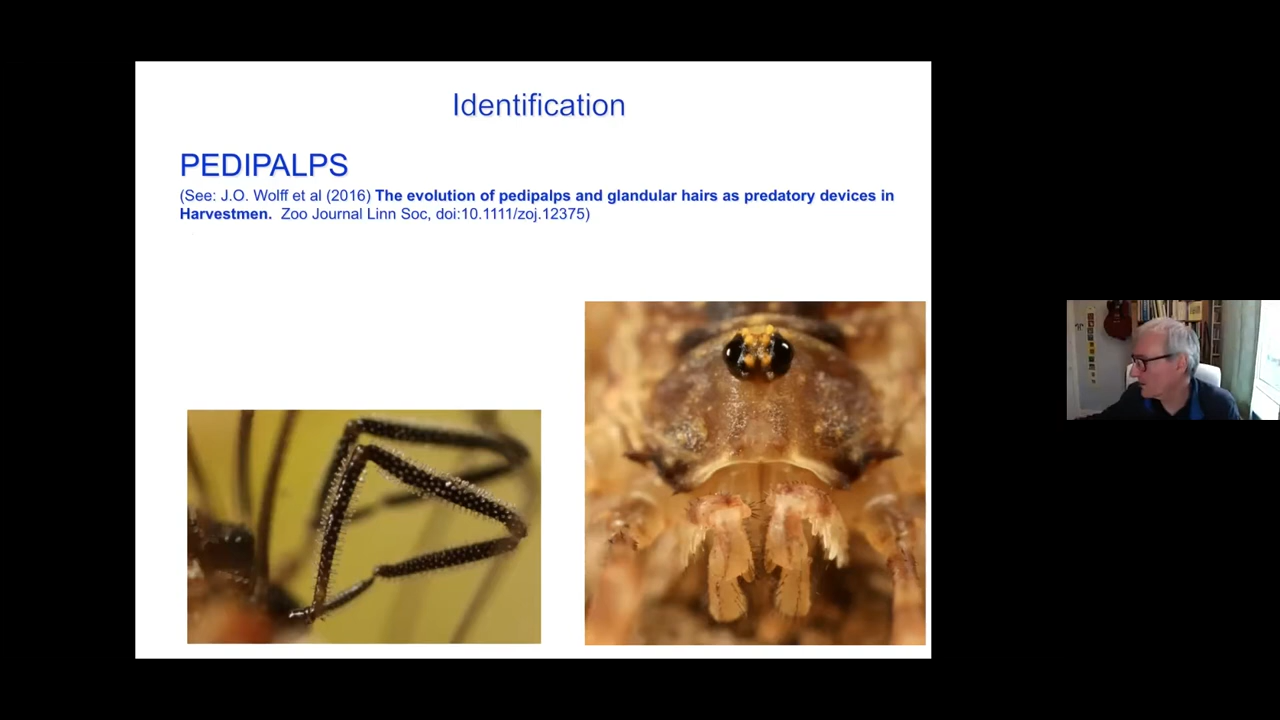 Identification
PEDIPALPS
(See: J.O. Wolff et al (2016) The evolution of pedipalps and glandular hairs as predatory devices in
Harvestmen. Zoo Journal Linn Soc, doi:10.1111/zoj.12375)